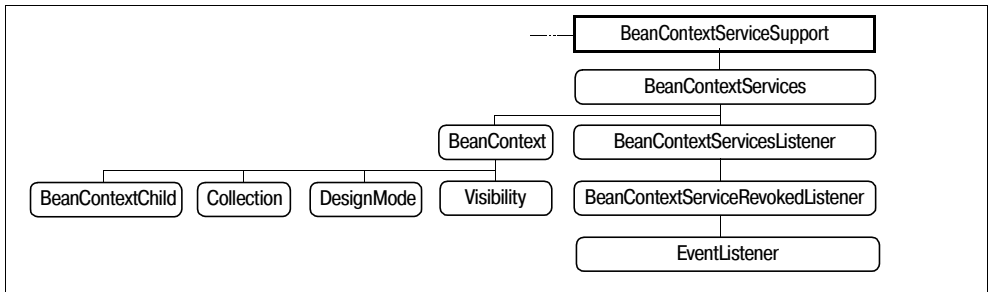 BeanContextServiceSupport
BeanContextServices
BeanContext
BeanContextServicesListener
BeanContextChild
Collection
DesignMode
Visibility
BeanContextServiceRevokedListener
EventListener